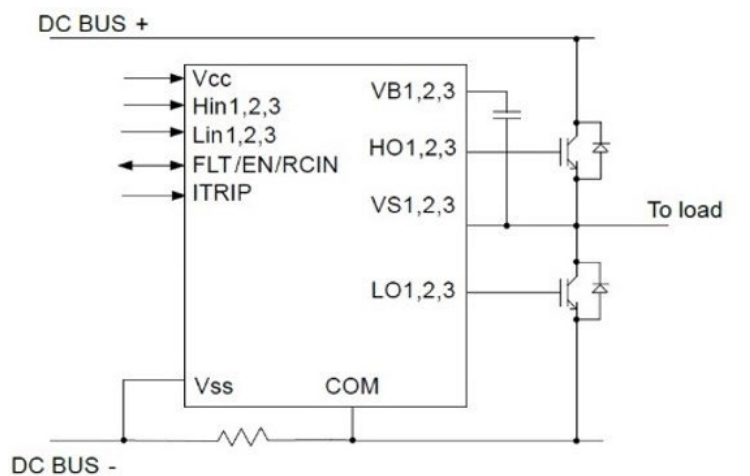 DC BUS +
Vcc
Hin1,2,3
Lin1,2,3
FLT/EN/RCIN
ITRIP
VB1,2,3
HO1,2,3
VS1,2,3
To load
LO1,2,3
Vss
COM
DC BUS -